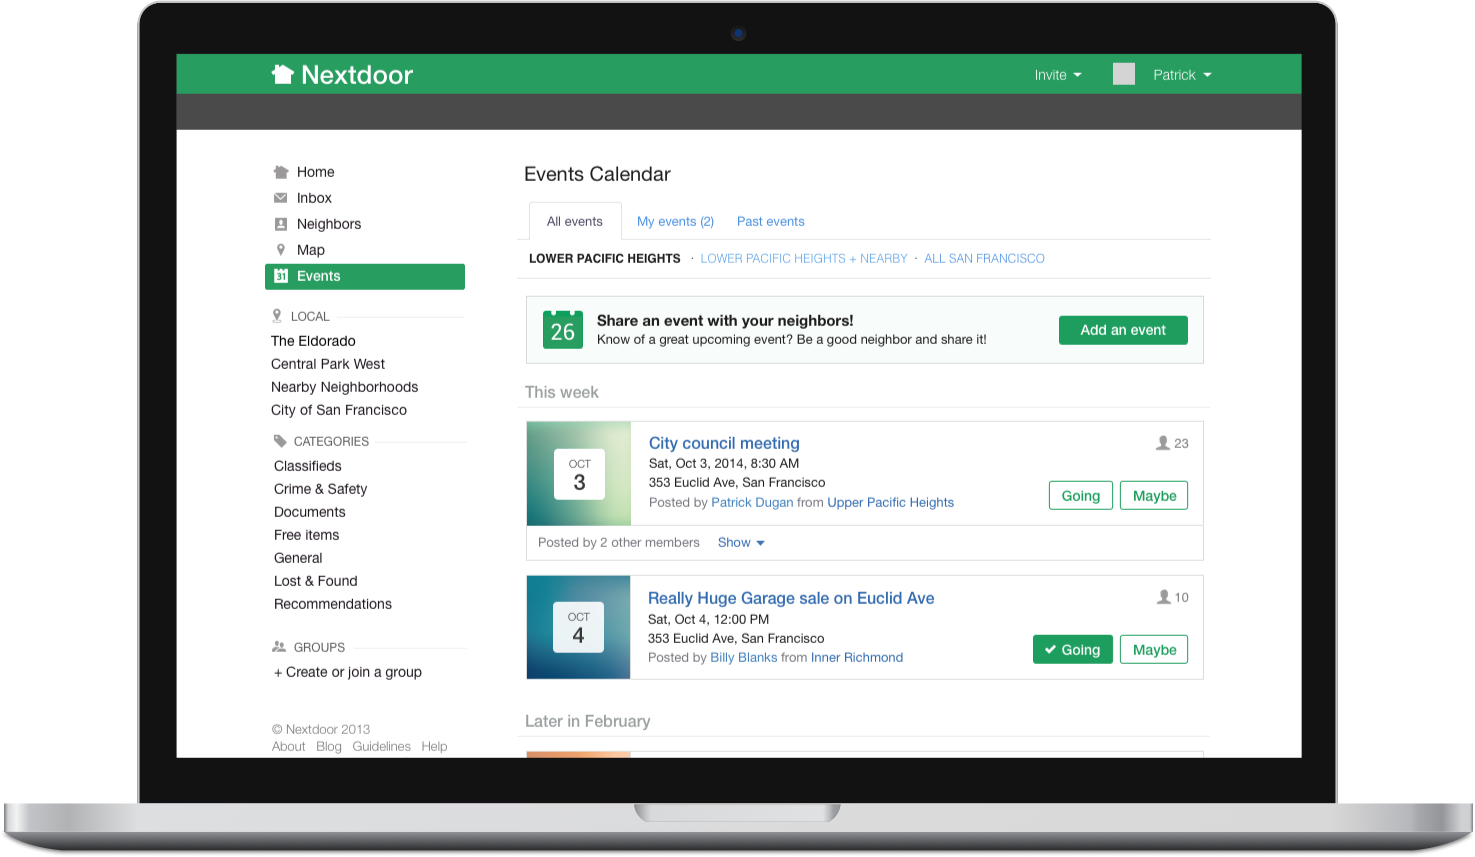 Nextdoor
Invite
Patrick
Home
Inbox
Neighbors
Map
31 Events
LOCAL
The Eldorado
Central Park West
Nearby Neighborhoods
City of San Francisco
CATEGORIES
Classifieds
Crime & Safety
Documents
Free items
General
Lost & Found
Recommendations
GROUPS
+ Create or join a group
© Nextdoor 2013
About Blog Guidelines Help
Events Calendar
All events My events (2) Past events
LOWER PACIFIC HEIGHTS · LOWER PACIFIC HEIGHTS + NEARBY · ALL SAN FRANCISCO
26
Share an event with your neighbors!
Know of a great upcoming event? Be a good neighbor and share it!
Add an event
This week
OCT
3
City council meeting
Sat, Oct 3, 2014, 8:30 AM
353 Euclid Ave, San Francisco
Posted by Patrick Dugan from Upper Pacific Heights
23
Going Maybe
Posted by 2 other members Show
OCT
4
Really Huge Garage sale on Euclid Ave
Sat, Oct 4, 12:00 PM
353 Euclid Ave, San Francisco
Posted by Billy Blanks from Inner Richmond
10
Going Maybe
Later in February